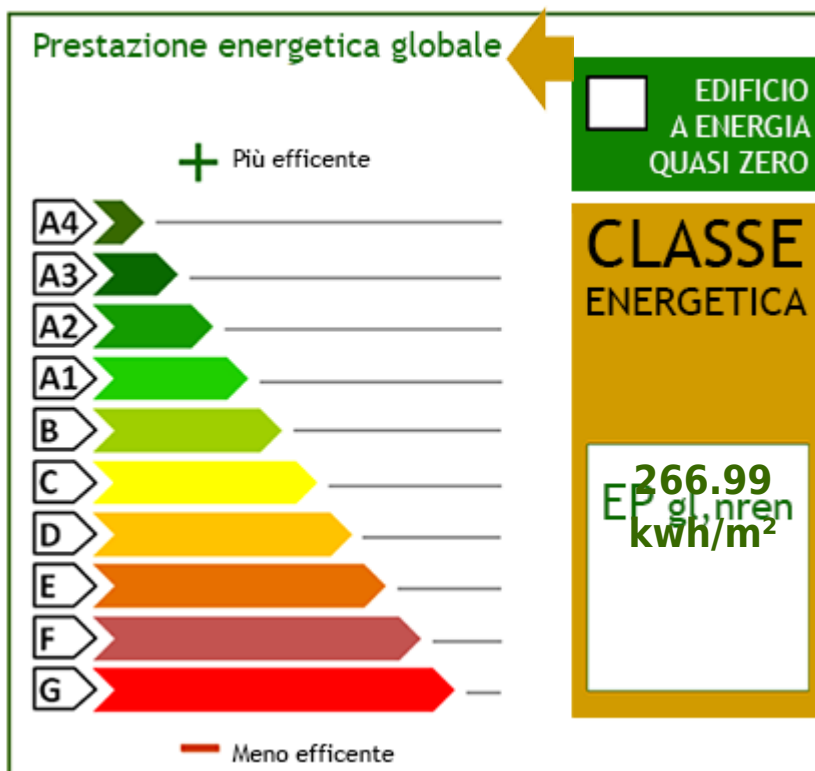 Prestazione energetica globale
EDIFICIO
A ENERGIA
QUASI ZERO
Più efficente
A4
A3
A2
A1
B
C
D
E
F
G
Meno efficente
CLASSE
ENERGETICA
266.99
EP gl,nren
kwh/m²